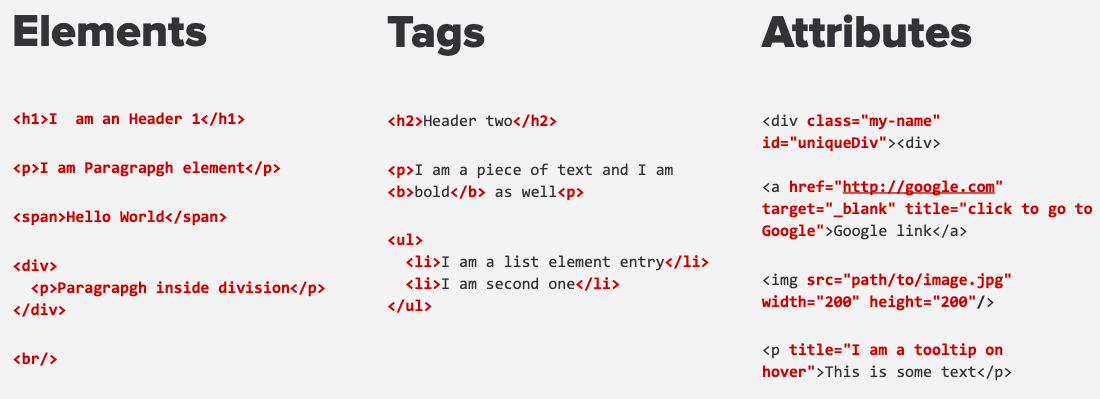 Elements
<h1>I  am an Header 1</h1>
<p>I am Paragrapgh element</p>
<span>Hello World</span>
<div>
  <p>Paragrapgh inside division</p>
</div>
<br/>
Tags
<h2>Header two</h2>
<p>I am a piece of text and I am
<b>bold</b> as well<p>
<ul>
  <li>I am a list element entry</li>
  <li>I am second one</li>
</ul>
Attributes
<div class="my-name"
id="uniqueDiv"><div>
<a href="http://google.com"
target="_blank" title="click to go to
Google">Google link</a>
<img src="path/to/image.jpg"
width="200" height="200"/>
<p title="I am a tooltip on
hover">This is some text</p>